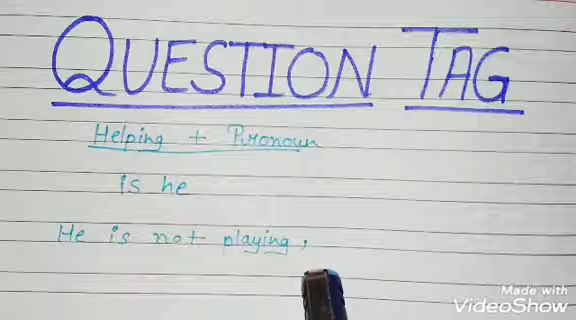 QUESTION TAG
Helping + Pronoun
is he
He is not playing,
Made with
VideoShow